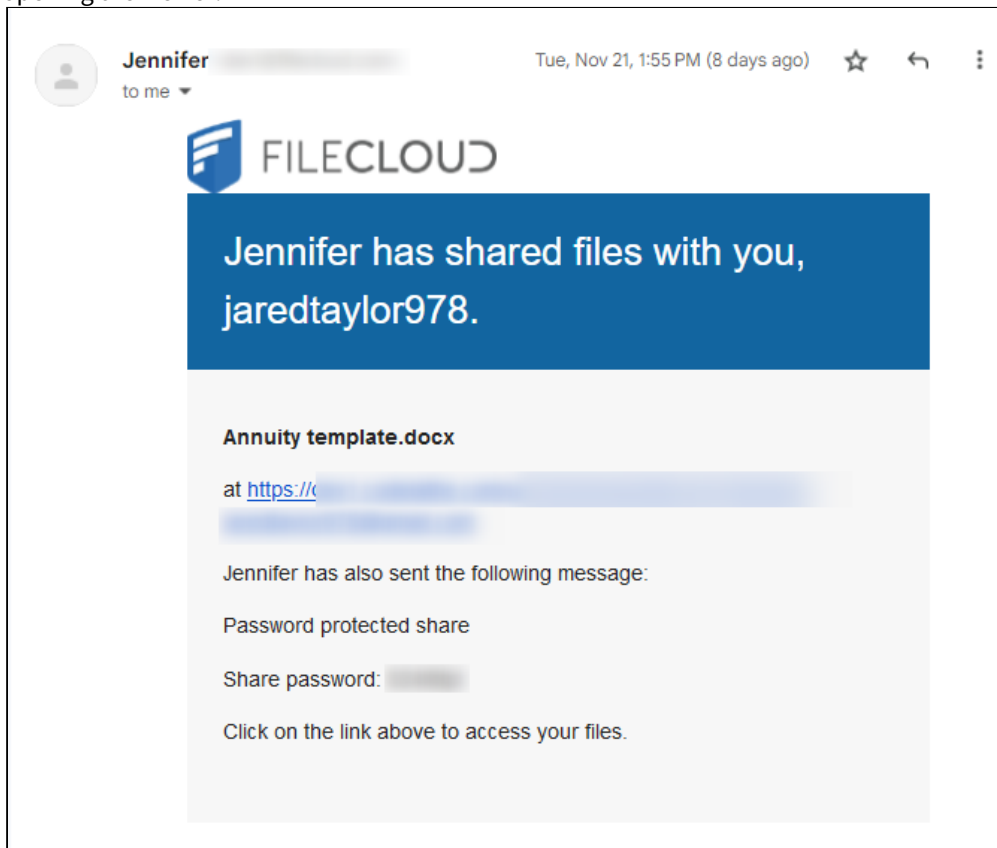 Jennifer
Tue, Nov 21, 1:55 PM (8 days ago)
to me
FILECLOUD
Jennifer has shared files with you,
jaredtaylor978.
Annuity template.docx
at https://
Jennifer has also sent the following message:
Password protected share
Share password:
Click on the link above to access your files.